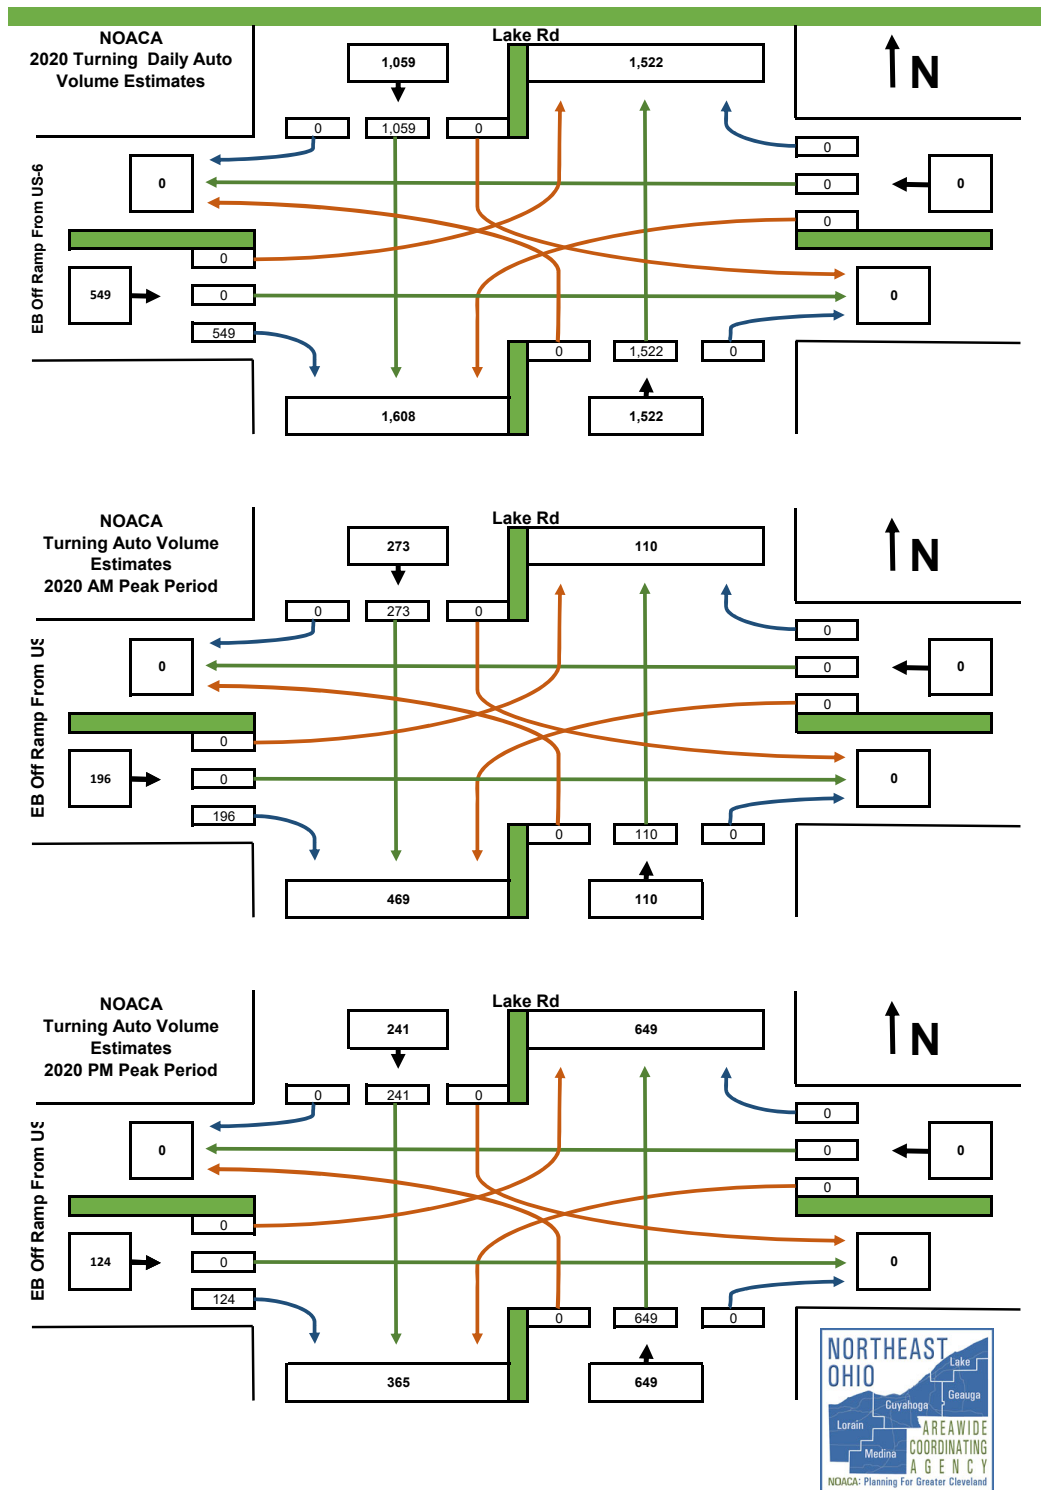 Lake Rd
NOACA
2020 Turning Daily Auto
Volume Estimates
1,059
1,522
N
0
1,059
0
0
EB Off Ramp From US-6
0
0
0
0
0
549
0
0
549
0
1,522
0
1,608
1,522
Lake Rd
NOACA
Turning Auto Volume
Estimates
2020 AM Peak Period
273
110
N
0
273
0
0
EB Off Ramp From US
0
0
0
0
0
196
0
0
196
0
110
0
469
110
Lake Rd
NOACA
Turning Auto Volume
Estimates
2020 PM Peak Period
241
649
N
0
241
0
0
EB Off Ramp From US
0
0
0
0
0
124
0
0
124
0
649
0
365
649
NORTHEAST
OHIO
Lake
Geauga
Cuyahoga
Lorain
Medina
AREAWIDE
COORDINATING
AGENCY
NOACA: Planning For Greater Cleveland